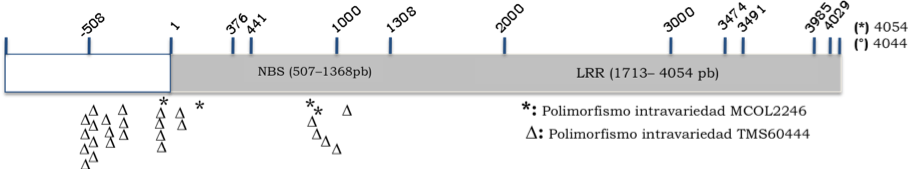 -508 1 376 441 1000 1308 2000 3000 3474 3491 3985 4029 (*) 4054
(°) 4044
NBS (507–1368pb) LRR (1713– 4054 pb)
*: Polimorfismo intravariedad MCOL2246
Δ: Polimorfismo intravariedad TMS60444